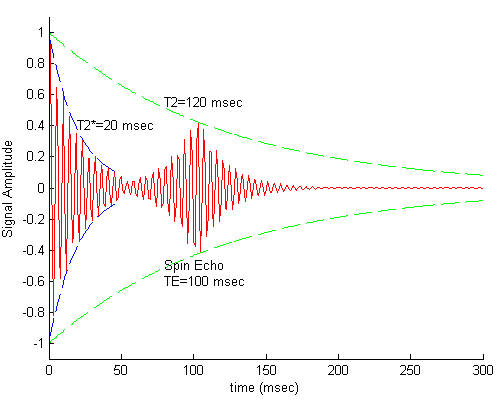 1
0.8
0.6
0.4
0.2
0
-0.2
-0.4
-0.6
-0.8
-1
Signal Amplitude
T2=120 msec
T2*=20 msec
Spin Echo
TE=100 msec
0 50 100 150 200 250 300
time (msec)